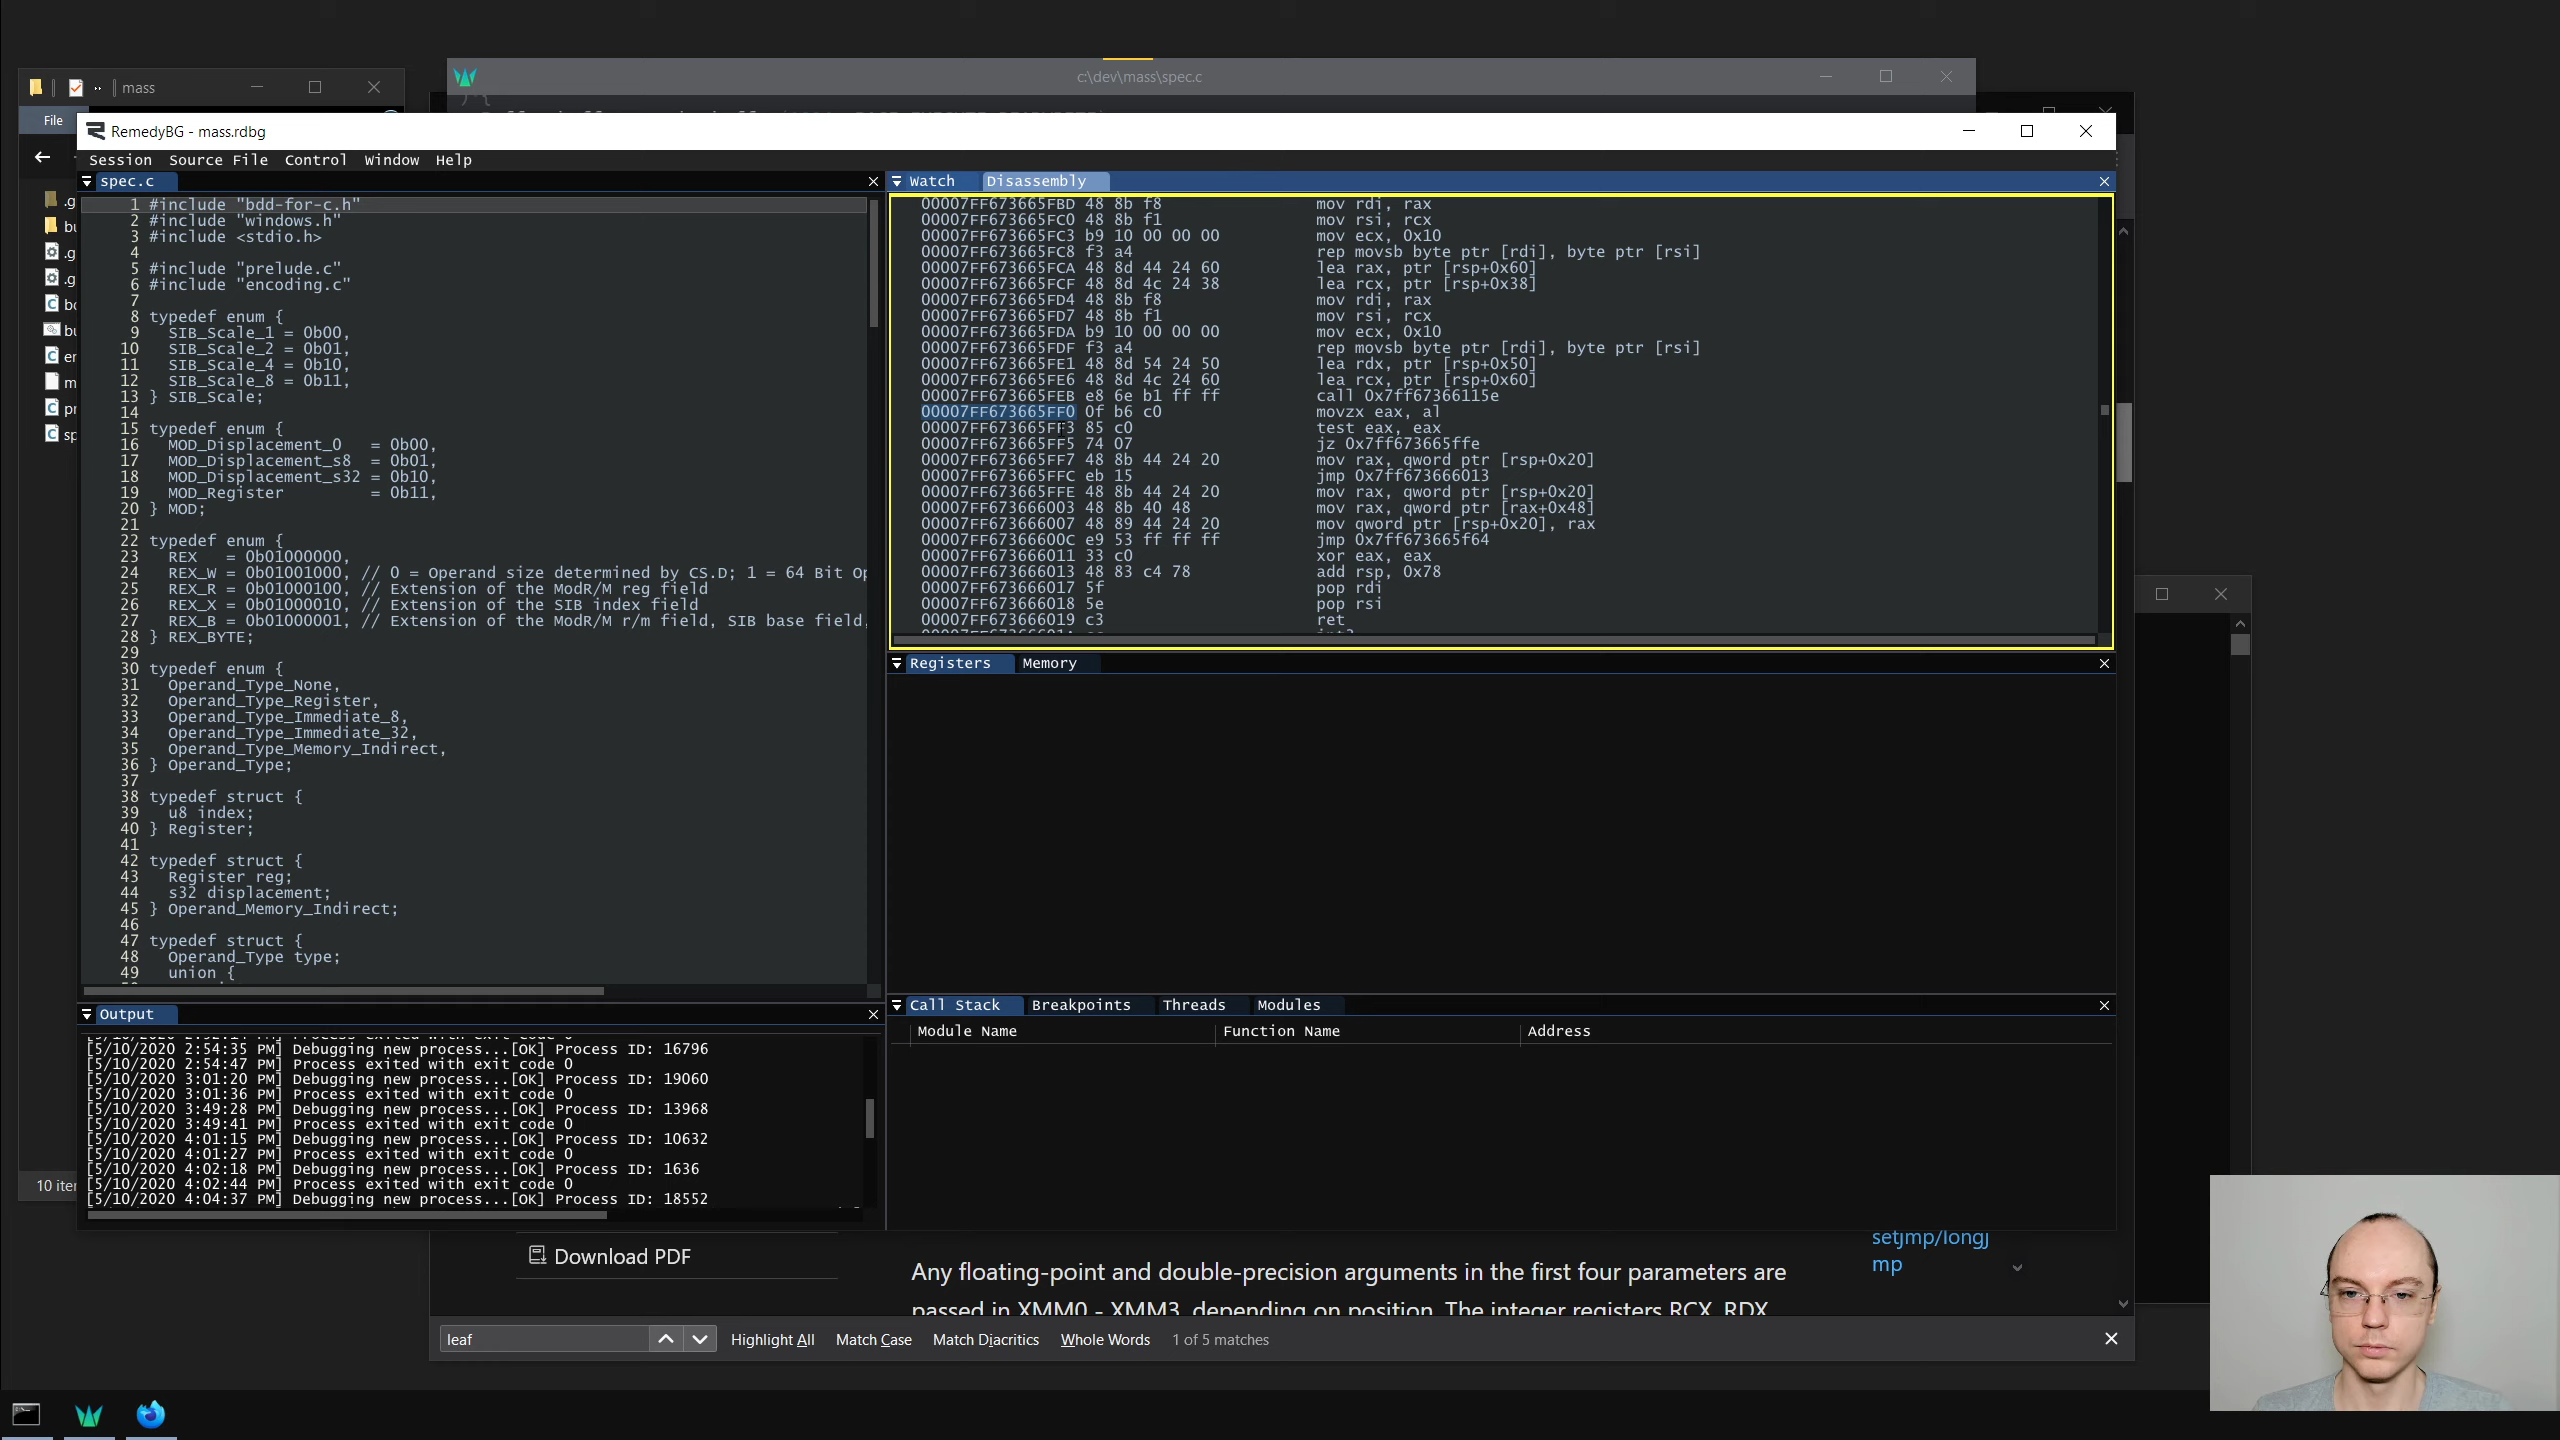 mass
c:\dev\mass\spec.c
File
RemedyBG - mass.rdbg
Session Source File Control Window Help
spec.c
1 #include "bdd-for-c.h"
2 #include "windows.h"
3 #include <stdio.h>
4
5 #include "prelude.c"
6 #include "encoding.c"
7
8 typedef enum {
9 SIB_Scale_1 = 0b00,
10 SIB_Scale_2 = 0b01,
11 SIB_Scale_4 = 0b10,
12 SIB_Scale_8 = 0b11,
13 } SIB_Scale;
14
15 typedef enum {
16 MOD_Displacement_0 = 0b00,
17 MOD_Displacement_s8 = 0b01,
18 MOD_Displacement_s32 = 0b10,
19 MOD_Register = 0b11,
20 } MOD;
21
22 typedef enum {
23 REX = 0b01000000,
24 REX_W = 0b01001000, // 0 = Operand size determined by CS.D; 1 = 64 Bit Op
25 REX_R = 0b01000100, // Extension of the ModR/M reg field
26 REX_X = 0b01000010, // Extension of the SIB index field
27 REX_B = 0b01000001, // Extension of the ModR/M r/m field, SIB base field,
28 } REX_BYTE;
29
30 typedef enum {
31 Operand_Type_None,
32 Operand_Type_Register,
33 Operand_Type_Immediate_8,
34 Operand_Type_Immediate_32,
35 Operand_Type_Memory_Indirect,
36 } Operand_Type;
37
38 typedef struct {
39 u8 index;
40 } Register;
41
42 typedef struct {
43 Register reg;
44 s32 displacement;
45 } Operand_Memory_Indirect;
46
47 typedef struct {
48 Operand_Type type;
49 union {
Watch Disassembly
00007FF673665FBD 48 8b f8 mov rdi, rax
00007FF673665FC0 48 8b f1 mov rsi, rcx
00007FF673665FC3 b9 10 00 00 00 mov ecx, 0x10
00007FF673665FC8 f3 a4 rep movsb byte ptr [rdi], byte ptr [rsi]
00007FF673665FCA 48 8d 44 24 60 lea rax, ptr [rsp+0x60]
00007FF673665FCF 48 8d 4c 24 38 lea rcx, ptr [rsp+0x38]
00007FF673665FD4 48 8b f8 mov rdi, rax
00007FF673665FD7 48 8b f1 mov rsi, rcx
00007FF673665FDA b9 10 00 00 00 mov ecx, 0x10
00007FF673665FDF f3 a4 rep movsb byte ptr [rdi], byte ptr [rsi]
00007FF673665FE1 48 8d 54 24 50 lea rdx, ptr [rsp+0x50]
00007FF673665FE6 48 8d 4c 24 60 lea rcx, ptr [rsp+0x60]
00007FF673665FEB e8 6e b1 ff ff call 0x7ff67366115e
00007FF673665FF0 0f b6 c0 movzx eax, al
00007FF673665FF3 85 c0 test eax, eax
00007FF673665FF5 74 07 jz 0x7ff673665ffe
00007FF673665FF7 48 8b 44 24 20 mov rax, qword ptr [rsp+0x20]
00007FF673665FFC eb 15 jmp 0x7ff673666013
00007FF673665FFE 48 8b 44 24 20 mov rax, qword ptr [rsp+0x20]
00007FF673666003 48 8b 40 48 mov rax, qword ptr [rax+0x48]
00007FF673666007 48 89 44 24 20 mov qword ptr [rsp+0x20], rax
00007FF67366600C e9 53 ff ff ff jmp 0x7ff673665f64
00007FF673666011 33 c0 xor eax, eax
00007FF673666013 48 83 c4 78 add rsp, 0x78
00007FF673666017 5f pop rdi
00007FF673666018 5e pop rsi
00007FF673666019 c3 ret
Registers Memory
Call Stack Breakpoints Threads Modules
Module Name Function Name Address
Output
[5/10/2020 2:54:35 PM] Debugging new process...[OK] Process ID: 16796
[5/10/2020 2:54:47 PM] Process exited with exit code 0
[5/10/2020 3:01:20 PM] Debugging new process...[OK] Process ID: 19060
[5/10/2020 3:01:36 PM] Process exited with exit code 0
[5/10/2020 3:49:28 PM] Debugging new process...[OK] Process ID: 13968
[5/10/2020 3:49:41 PM] Process exited with exit code 0
[5/10/2020 4:01:15 PM] Debugging new process...[OK] Process ID: 10632
[5/10/2020 4:01:27 PM] Process exited with exit code 0
[5/10/2020 4:02:18 PM] Debugging new process...[OK] Process ID: 1636
[5/10/2020 4:02:44 PM] Process exited with exit code 0
[5/10/2020 4:04:37 PM] Debugging new process...[OK] Process ID: 18552
10 iter
Download PDF
Any floating-point and double-precision arguments in the first four parameters are
passed in XMM0 - XMM3, depending on position. The integer registers RCX, RDX,
setjmp/longj
mp
leaf Highlight All Match Case Match Diacritics Whole Words 1 of 5 matches